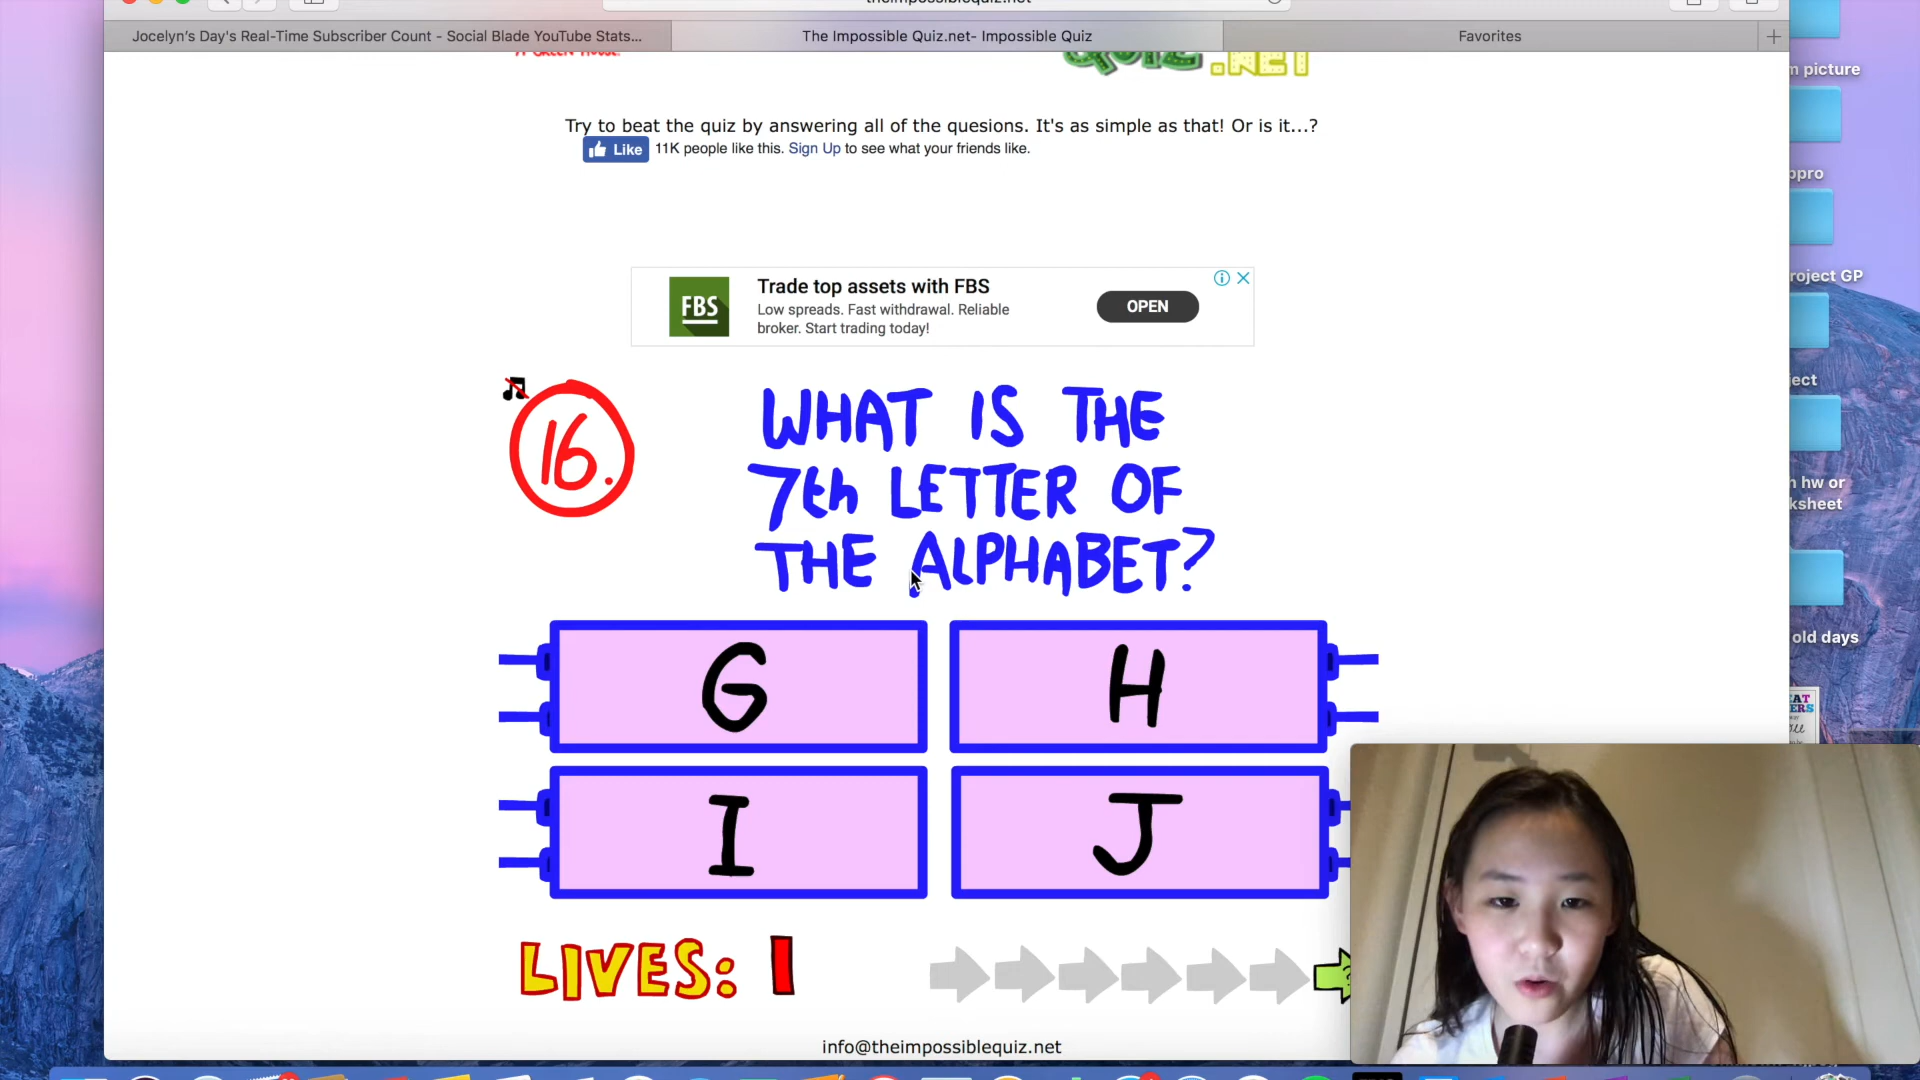 Jocelyn's Day's Real-Time Subscriber Count - Social Blade YouTube Stats...
The Impossible Quiz.net- Impossible Quiz
Favorites
QUIZ.NET
Try to beat the quiz by answering all of the quesions. It's as simple as that! Or is it...?
Like
11K people like this. Sign Up to see what your friends like.
FBS
Trade top assets with FBS
Low spreads. Fast withdrawal. Reliable
broker. Start trading today!
OPEN
16.
WHAT IS THE
7th LETTER OF
THE ALPHABET?
G
H
I
J
LIVES: 1
info@theimpossiblequiz.net
picture
roject GP
hw or
old days